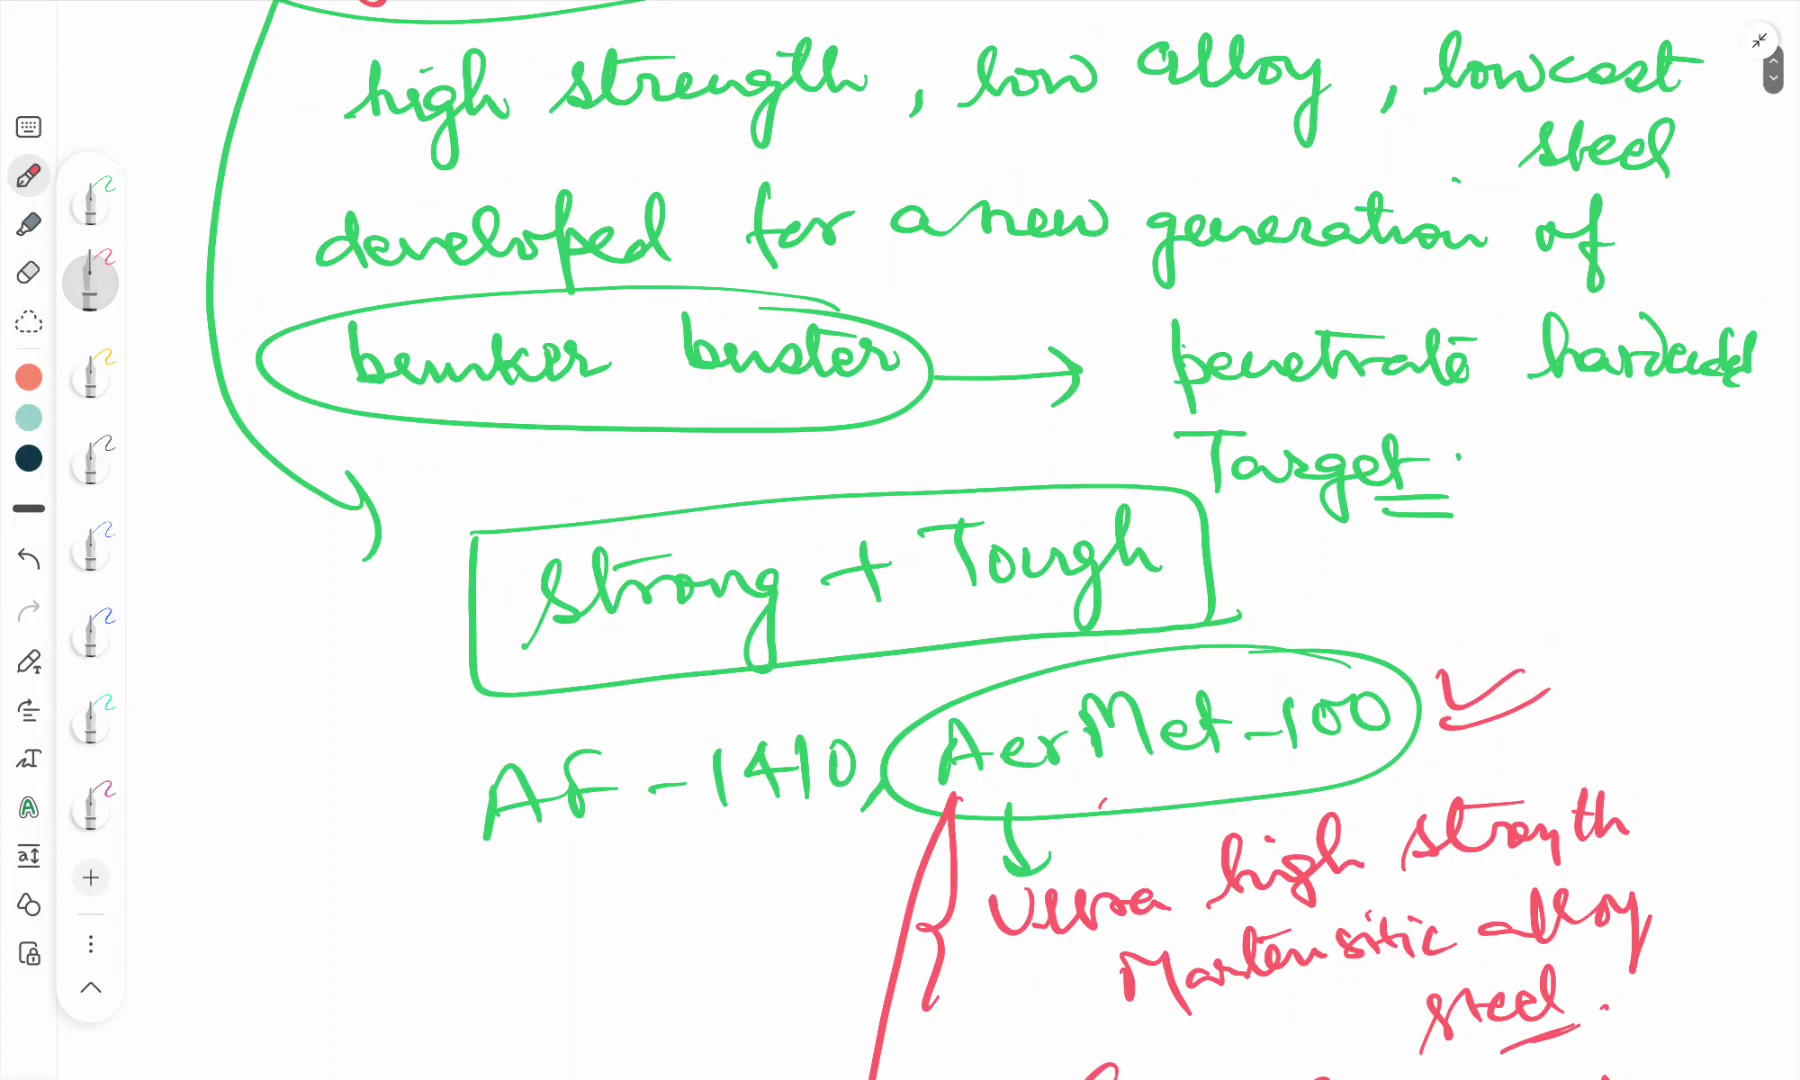 high strength, low alloy, lowcost
steel
developed for a new generation of
bunker buster → penetrate hardended
Target.
Strong + Tough
AF-1410, AerMet-100
Ultra high strength
Martensitic alloy
steel.